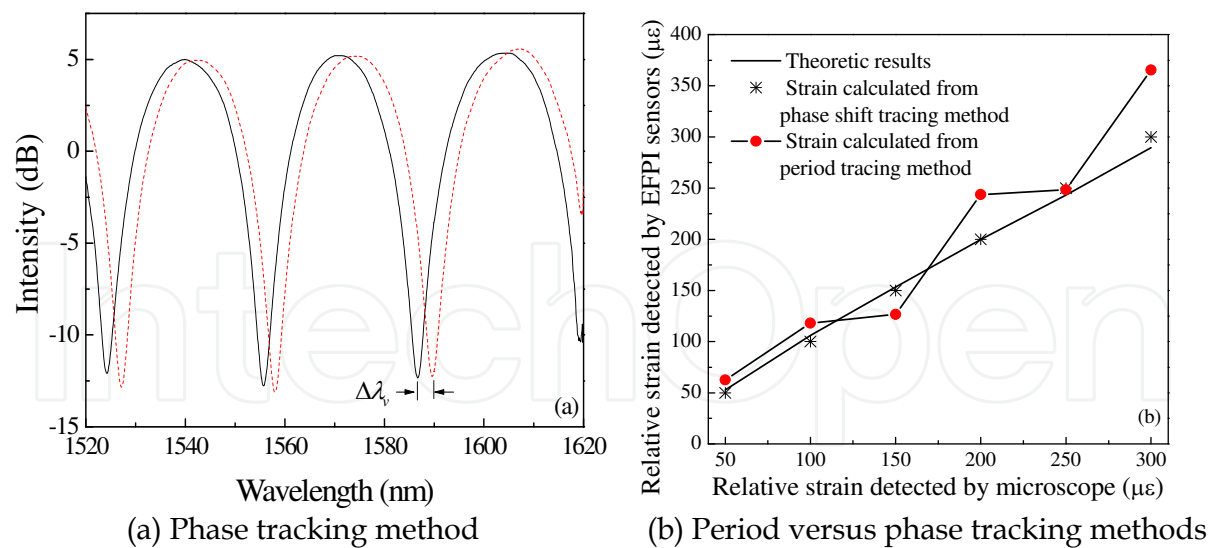 5
0
-5
-10
-15
Intensity (dB)
1520 1540 1560 1580 1600 1620
Wavelength (nm)
Δλv
(a)
IntechOpen
(a) Phase tracking method
400
350
300
250
200
150
100
50
0
Relative strain detected by EFPI sensors (με)
Theoretic results
Strain calculated from
phase shift tracing method
Strain calculated from
period tracing method
(b)
50 100 150 200 250 300
Relative strain detected by microscope (με)
(b) Period versus phase tracking methods